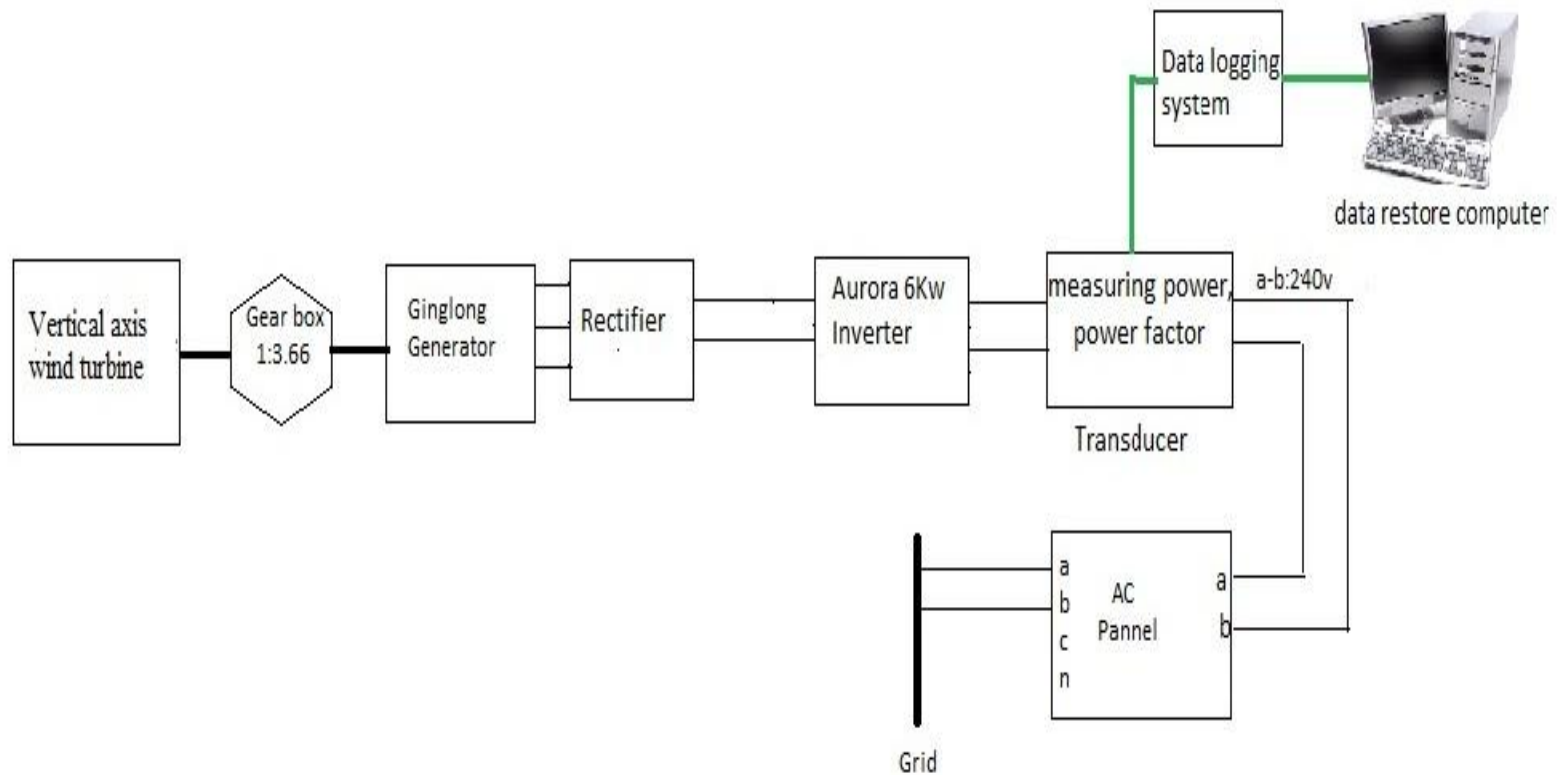 Data logging
system
data restore computer
Vertical axis
wind turbine
Gear box
1:3.66
Ginglong
Generator
Rectifier
Aurora 6Kw
Inverter
measuring power,
power factor
a-b:240v
Transducer
a
b
c
n
AC
Pannel
a
b
Grid